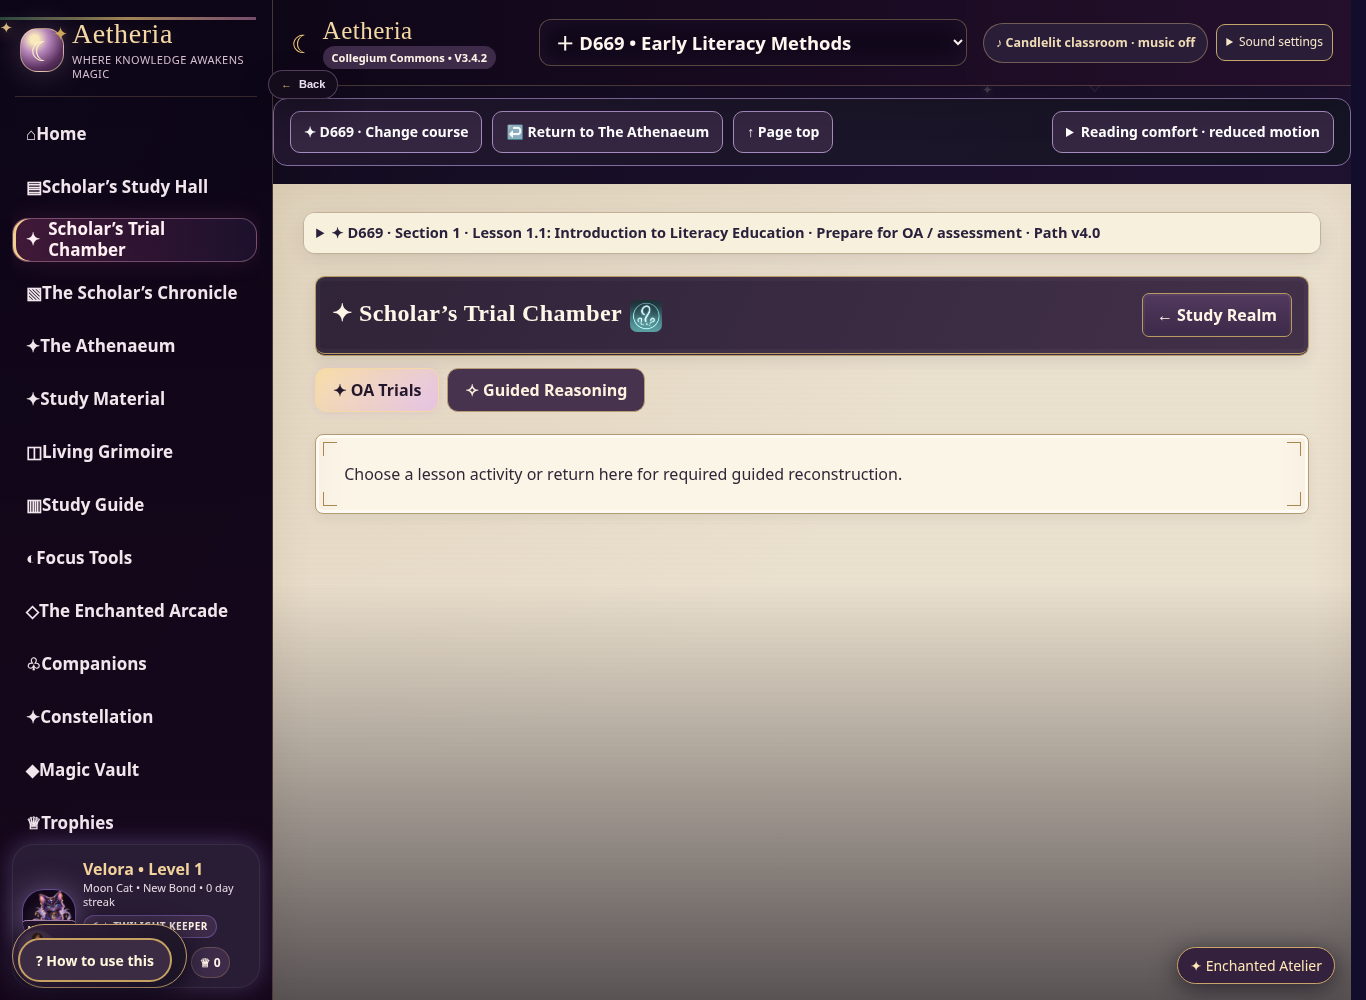 Aetheria
WHERE KNOWLEDGE AWAKENS
MAGIC
Home
Scholar’s Study Hall
Scholar’s Trial
Chamber
The Scholar’s Chronicle
The Athenaeum
Study Material
Living Grimoire
Study Guide
Focus Tools
The Enchanted Arcade
Companions
Constellation
Magic Vault
Trophies
Velora • Level 1
Moon Cat • New Bond • 0 day
streak
KEEPER
? How to use this
♕ 0
Aetheria
Collegium Commons • V3.4.2
＋ D669 • Early Literacy Methods
♪ Candlelit classroom · music off
▶ Sound settings
← Back
✦ D669 · Change course
↩ Return to The Athenaeum
↑ Page top
▶ Reading comfort · reduced motion
▶ ✦ D669 · Section 1 · Lesson 1.1: Introduction to Literacy Education · Prepare for OA / assessment · Path v4.0
✦ Scholar’s Trial Chamber
← Study Realm
✦ OA Trials
✧ Guided Reasoning
Choose a lesson activity or return here for required guided reconstruction.
✦ Enchanted Atelier